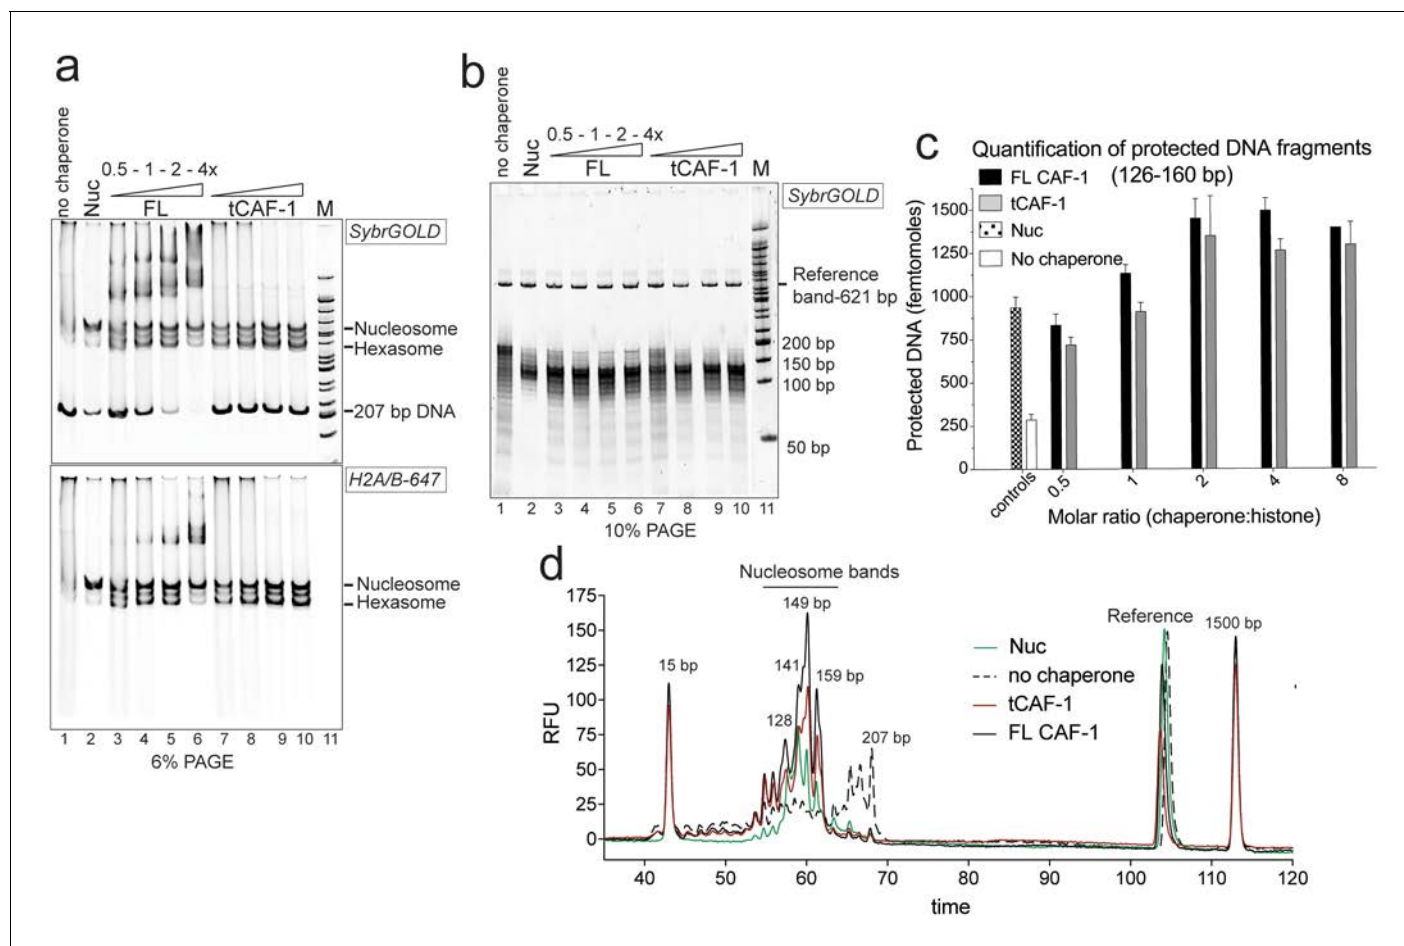 a
no chaperone
Nuc
0.5 - 1 - 2 - 4x
FL
tCAF-1
M
SybrGOLD
Nucleosome
Hexasome
207 bp DNA
H2A/B-647
Nucleosome
Hexasome
1 2 3 4 5 6 7 8 9 10 11
6% PAGE
b
no chaperone
Nuc
0.5 - 1 - 2 - 4x
FL
tCAF-1
M
SybrGOLD
Reference
band-621 bp
200 bp
150 bp
100 bp
50 bp
1 2 3 4 5 6 7 8 9 10 11
10% PAGE
c
Quantification of protected DNA fragments
(126-160 bp)
FL CAF-1
tCAF-1
Nuc
No chaperone
Protected DNA (femtomoles)
1500
1250
1000
750
500
250
0
controls 0.5 1 2 4 8
Molar ratio (chaperone:histone)
d
Nucleosome bands
RFU
175
150
125
100
75
50
25
0
15 bp
128
141
149 bp
159 bp
207 bp
Reference
1500 bp
Nuc
no chaperone
tCAF-1
FL CAF-1
40 50 60 70 80 90 100 110 120
time